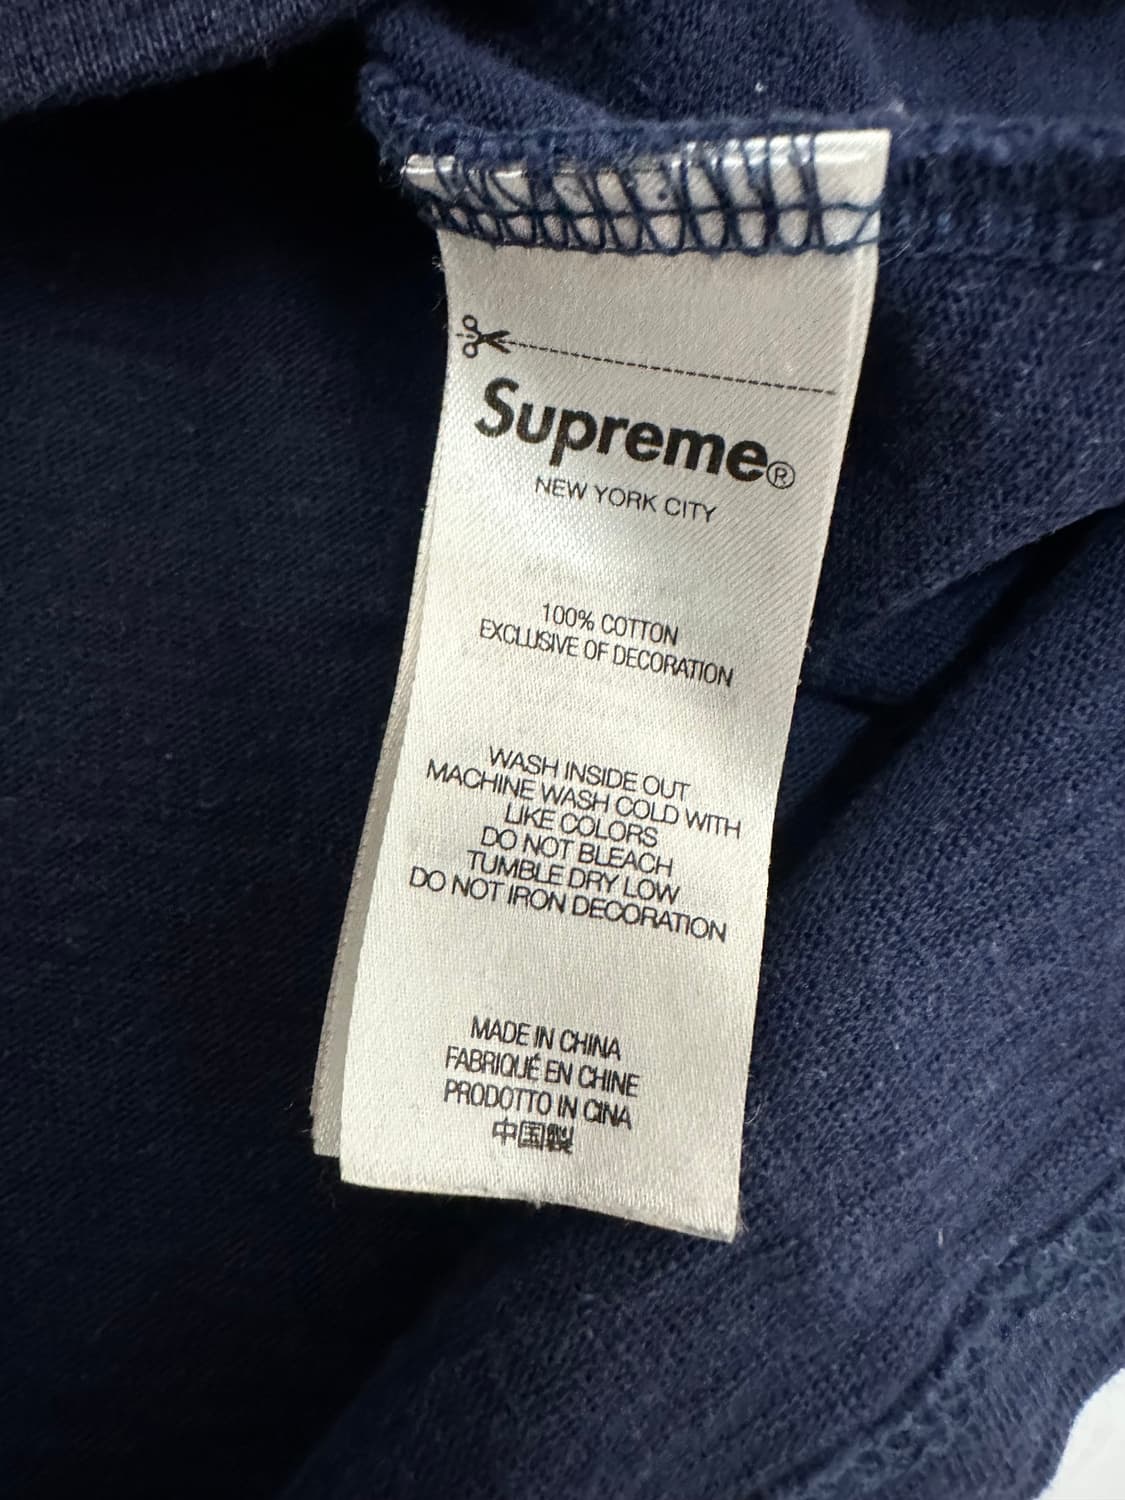 Supreme®
NEW YORK CITY
100% COTTON
EXCLUSIVE OF DECORATION
WASH INSIDE OUT
MACHINE WASH COLD WITH
LIKE COLORS
DO NOT BLEACH
TUMBLE DRY LOW
DO NOT IRON DECORATION
MADE IN CHINA
FABRIQUÉ EN CHINE
PRODOTTO IN CINA
中国製